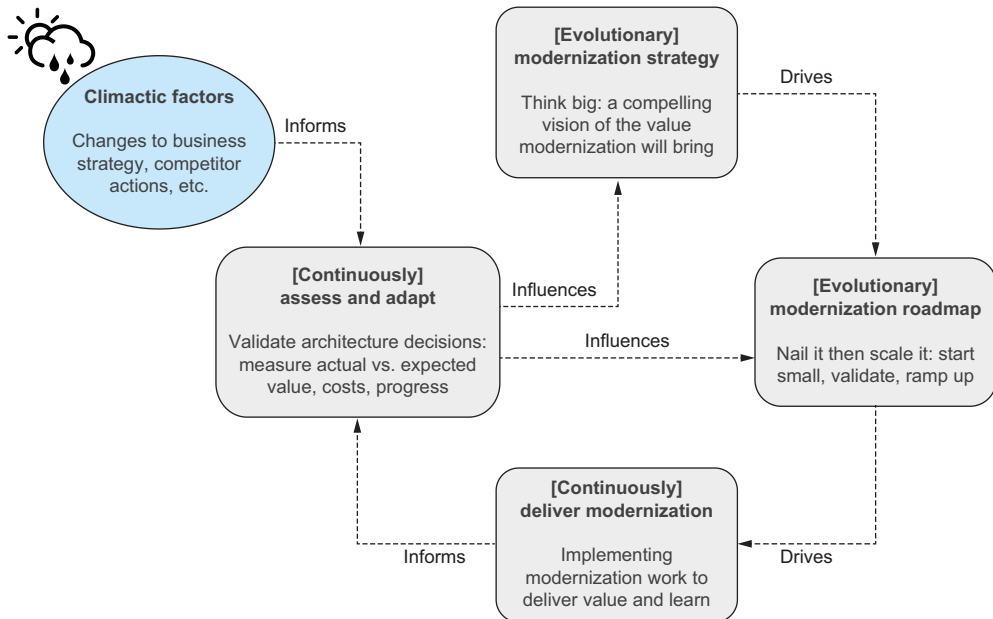 Climactic factors
Changes to business
strategy, competitor
actions, etc.
Informs
[Evolutionary]
modernization strategy
Think big: a compelling
vision of the value
modernization will bring
Drives
[Continuously]
assess and adapt
Validate architecture decisions:
measure actual vs. expected
value, costs, progress
Influences
Influences
[Evolutionary]
modernization roadmap
Nail it then scale it: start
small, validate, ramp up
[Continuously]
deliver modernization
Implementing
modernization work to
deliver value and learn
Informs
Drives